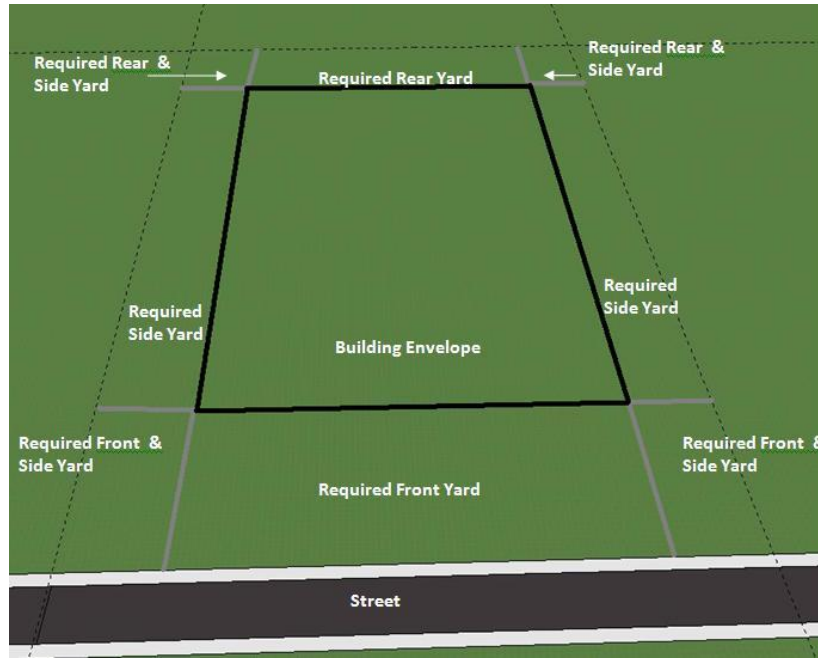 Required Rear &
Side Yard
Required Rear Yard
Required Rear &
Side Yard
Required
Side Yard
Required
Side Yard
Building Envelope
Required Front &
Side Yard
Required Front Yard
Required Front &
Side Yard
Street